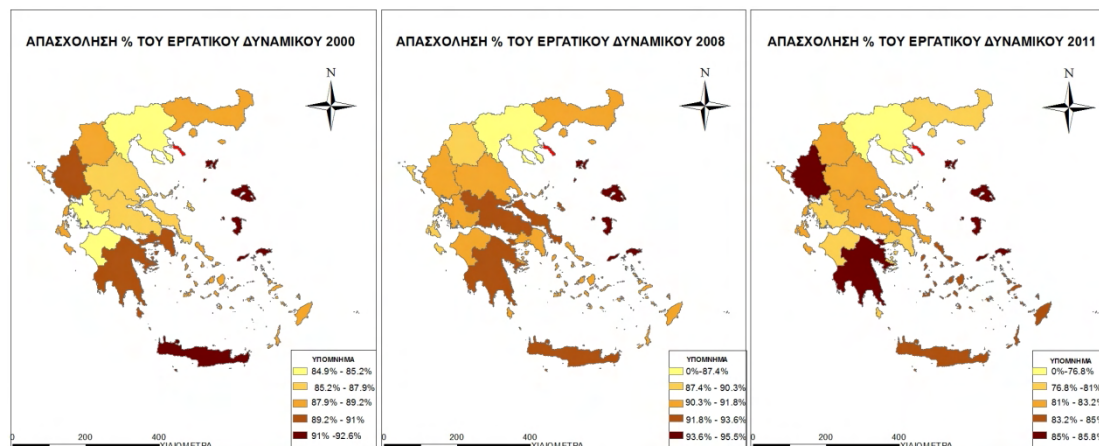 ΑΠΑΣΧΟΛΗΣΗ % ΤΟΥ ΕΡΓΑΤΙΚΟΥ ΔΥΝΑΜΙΚΟΥ 2000
N
ΥΠΟΜΝΗΜΑ
84.9% - 85.2%
85.2% - 87.9%
87.9% - 89.2%
89.2% - 91%
91% -92.6%
0 200 400
ΧΙΛΙΟΜΕΤΡΑ
ΑΠΑΣΧΟΛΗΣΗ % ΤΟΥ ΕΡΓΑΤΙΚΟΥ ΔΥΝΑΜΙΚΟΥ 2008
N
ΥΠΟΜΝΗΜΑ
0%-87.4%
87.4% - 90.3%
90.3% - 91.8%
91.8% - 93.6%
93.6% - 95.5%
0 200 400
ΧΙΛΙΟΜΕΤΡΑ
ΑΠΑΣΧΟΛΗΣΗ % ΤΟΥ ΕΡΓΑΤΙΚΟΥ ΔΥΝΑΜΙΚΟΥ 2011
N
ΥΠΟΜΝΗΜΑ
0%-76.8%
76.8% -81%
81% - 83.2%
83.2% - 85%
85% - 85.8%
0 200 400
ΧΙΛΙΟΜΕΤΡΑ